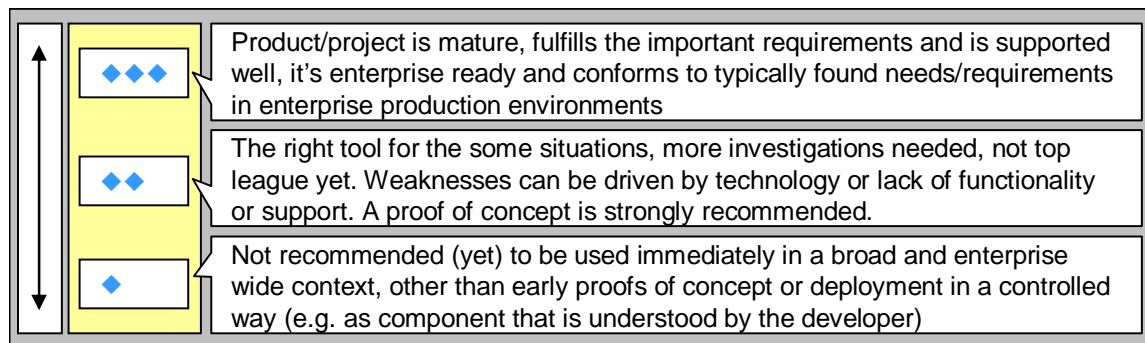 Product/project is mature, fulfills the important requirements and is supported
well, it's enterprise ready and conforms to typically found needs/requirements
in enterprise production environments
The right tool for the some situations, more investigations needed, not top
league yet. Weaknesses can be driven by technology or lack of functionality
or support. A proof of concept is strongly recommended.
Not recommended (yet) to be used immediately in a broad and enterprise
wide context, other than early proofs of concept or deployment in a controlled
way (e.g. as component that is understood by the developer)